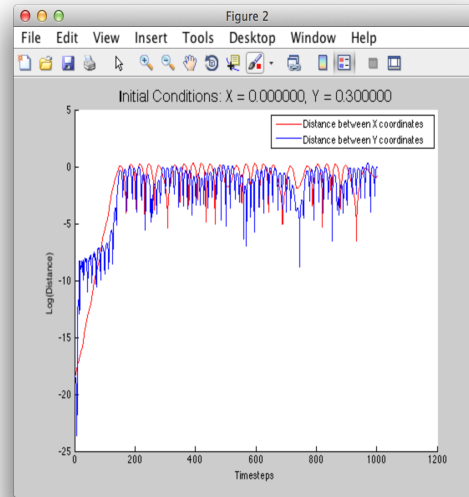 Figure 2
File Edit View Insert Tools Desktop Window Help
Initial Conditions: X = 0.000000, Y = 0.300000
Distance between X coordinates
Distance between Y coordinates
5
0
-5
-10
-15
-20
-25
Log(Distance)
0 200 400 600 800 1000 1200
Timesteps